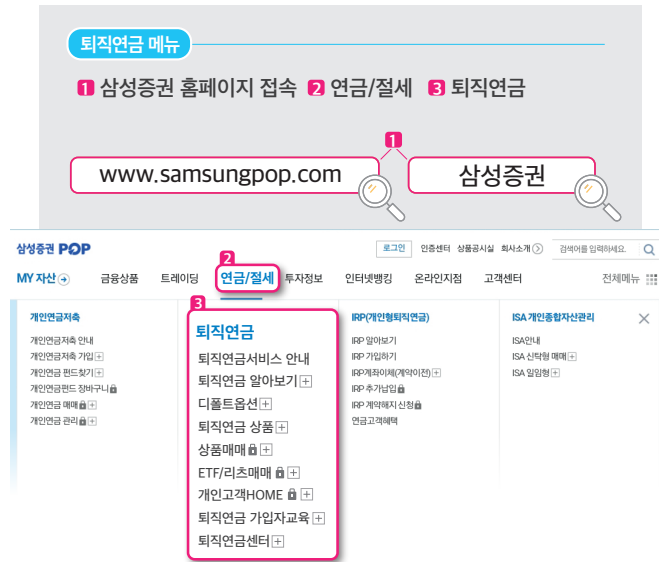 퇴직연금 메뉴
1 삼성증권 홈페이지 접속 2 연금/절세 3 퇴직연금
1
www.samsungpop.com 삼성증권
삼성증권 POP 로그인 인증센터 상품공시실 회사소개 검색어를 입력하세요.
2
MY 자산 금융상품 트레이딩 연금/절세 투자정보 인터넷뱅킹 온라인지점 고객센터 전체메뉴
3
개인연금저축
개인연금저축 안내
개인연금저축 가입
개인연금 펀드찾기
개인연금펀드 장바구니
개인연금 매매
개인연금 관리
퇴직연금
퇴직연금서비스 안내
퇴직연금 알아보기
디폴트옵션
퇴직연금 상품
상품매매
ETF/리츠매매
개인고객HOME
퇴직연금 가입자교육
퇴직연금센터
IRP(개인형퇴직연금)
IRP 알아보기
IRP 가입하기
IRP계좌이체(계약이전)
IRP 추가납입
IRP 계약해지 신청
연금고객혜택
ISA 개인종합자산관리
ISA안내
ISA 신탁형 매매
ISA 일임형